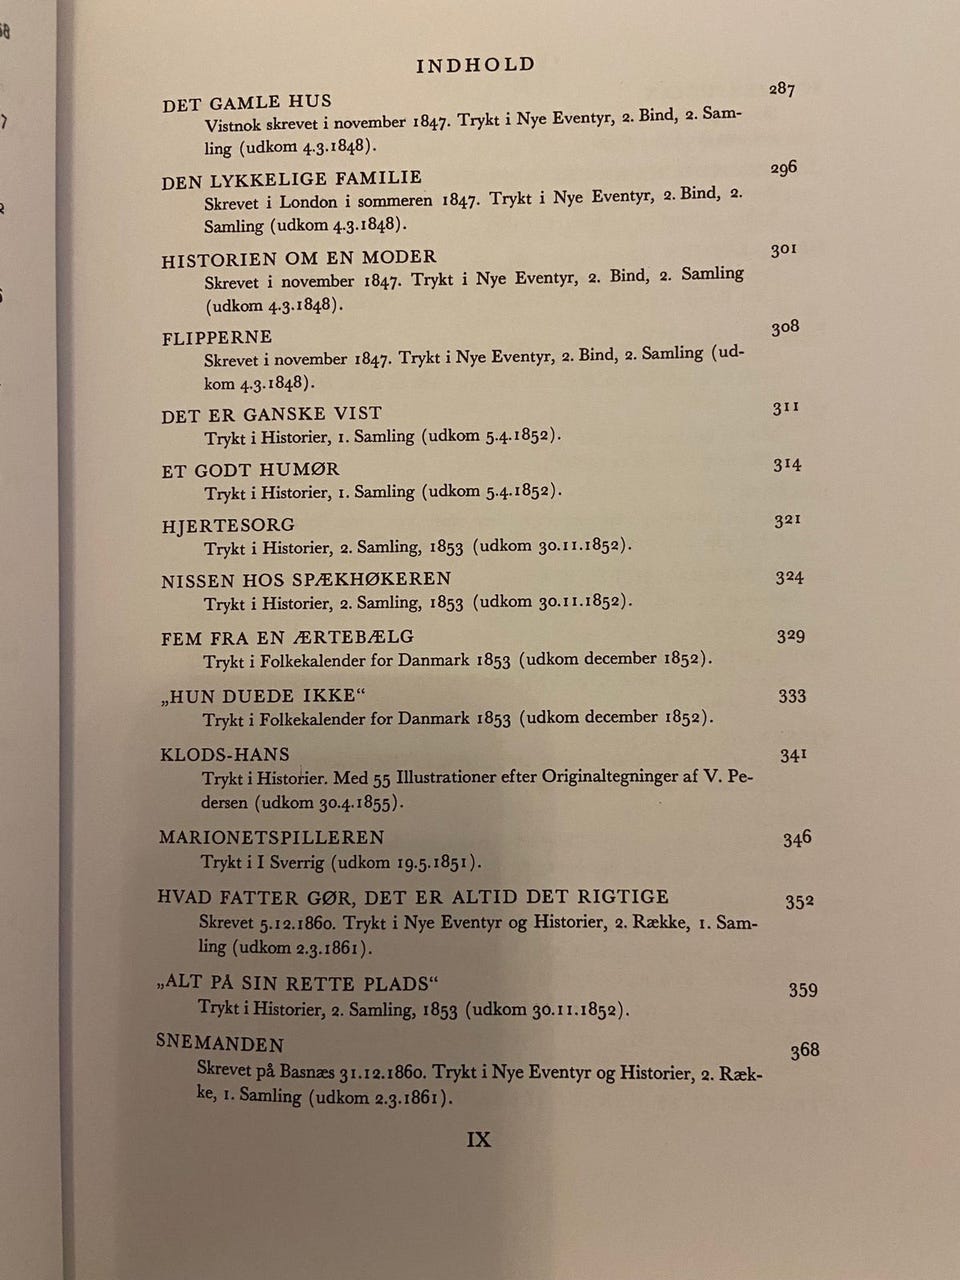 INDHOLD
DET GAMLE HUS 287
Vistnok skrevet i november 1847. Trykt i Nye Eventyr, 2. Bind, 2. Sam-
ling (udkom 4.3.1848).
DEN LYKKELIGE FAMILIE 296
Skrevet i London i sommeren 1847. Trykt i Nye Eventyr, 2. Bind, 2.
Samling (udkom 4.3.1848).
HISTORIEN OM EN MODER 301
Skrevet i november 1847. Trykt i Nye Eventyr, 2. Bind, 2. Samling
(udkom 4.3.1848).
FLIPPERNE 308
Skrevet i november 1847. Trykt i Nye Eventyr, 2. Bind, 2. Samling (ud-
kom 4.3.1848).
DET ER GANSKE VIST 311
Trykt i Historier, 1. Samling (udkom 5.4.1852).
ET GODT HUMØR 314
Trykt i Historier, 1. Samling (udkom 5.4.1852).
HJERTESORG 321
Trykt i Historier, 2. Samling, 1853 (udkom 30.11.1852).
NISSEN HOS SPÆKHØKEREN 324
Trykt i Historier, 2. Samling, 1853 (udkom 30.11.1852).
FEM FRA EN ÆRTEBÆLG 329
Trykt i Folkekalender for Danmark 1853 (udkom december 1852).
„HUN DUEDE IKKE“ 333
Trykt i Folkekalender for Danmark 1853 (udkom december 1852).
KLODS-HANS 341
Trykt i Historier. Med 55 Illustrationer efter Originaltegninger af V. Pe-
dersen (udkom 30.4.1855).
MARIONETSPILLEREN 346
Trykt i I Sverrig (udkom 19.5.1851).
HVAD FATTER GØR, DET ER ALTID DET RIGTIGE 352
Skrevet 5.12.1860. Trykt i Nye Eventyr og Historier, 2. Række, 1. Sam-
ling (udkom 2.3.1861).
„ALT PÅ SIN RETTE PLADS“ 359
Trykt i Historier, 2. Samling, 1853 (udkom 30.11.1852).
SNEMANDEN 368
Skrevet på Basnæs 31.12.1860. Trykt i Nye Eventyr og Historier, 2. Ræk-
ke, 1. Samling (udkom 2.3.1861).
IX